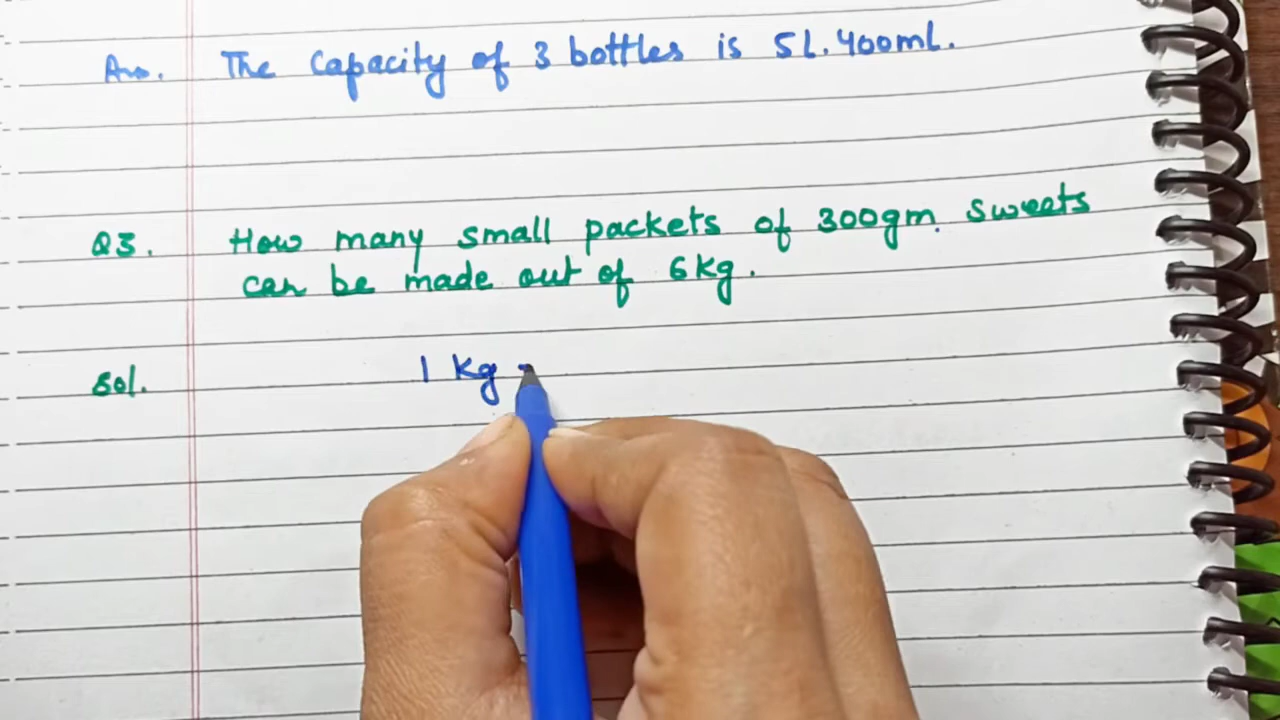 Ans. The capacity of 3 bottles is 5L.400ml.
Q3. How many small packets of 300gm. sweets
can be made out of 6kg.
Sol. 1 kg